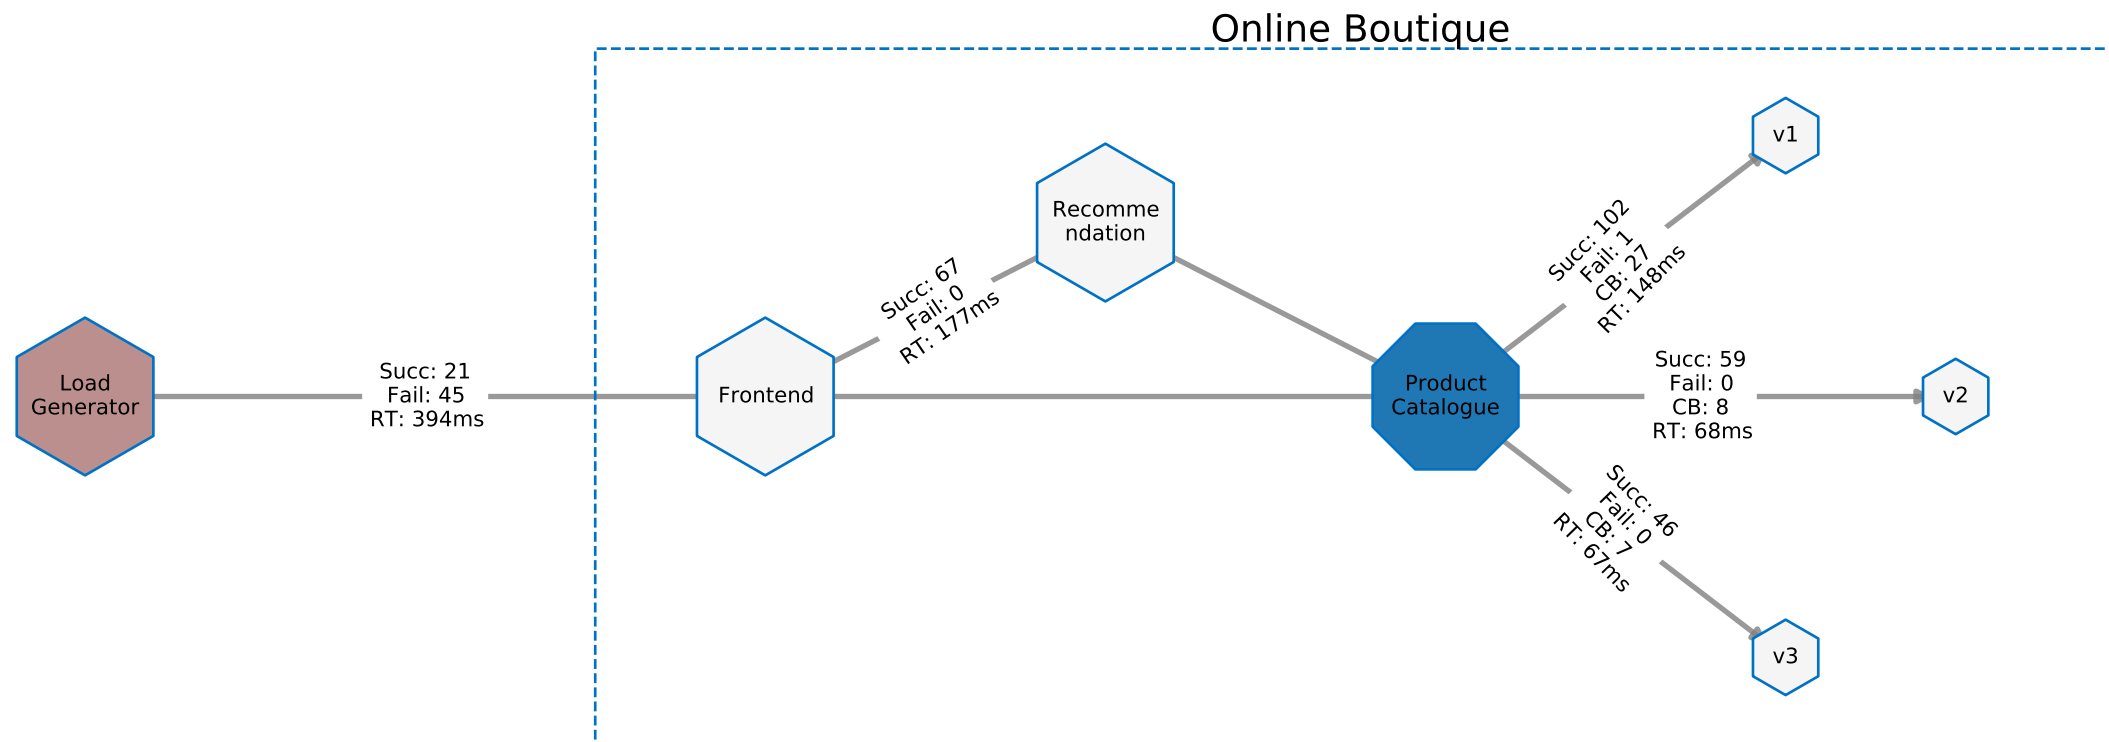 Online Boutique
Load
Generator
Succ: 21
Fail: 45
RT: 394ms
Frontend
Succ: 67
Fail: 0
RT: 177ms
Recomme
ndation
Product
Catalogue
Succ: 102
Fail: 1
CB: 27
RT: 148ms
v1
Succ: 59
Fail: 0
CB: 8
RT: 68ms
v2
Succ: 46
Fail: 0
CB: 7
RT: 67ms
v3